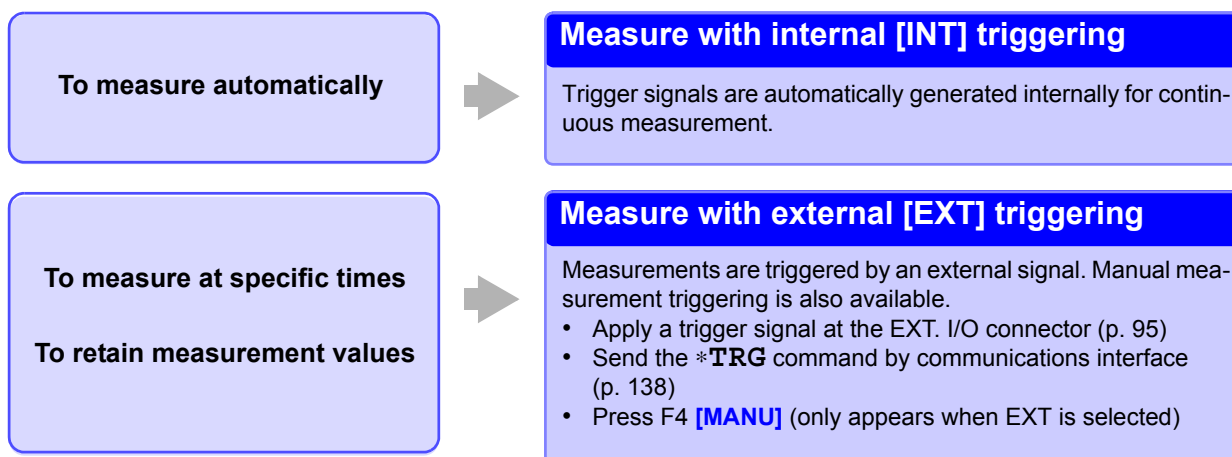 To measure automatically
Measure with internal [INT] triggering
Trigger signals are automatically generated internally for contin-
uous measurement.
To measure at specific times
To retain measurement values
Measure with external [EXT] triggering
Measurements are triggered by an external signal. Manual mea-
surement triggering is also available.
• Apply a trigger signal at the EXT. I/O connector (p. 95)
• Send the *TRG command by communications interface
(p. 138)
• Press F4 [MANU] (only appears when EXT is selected)